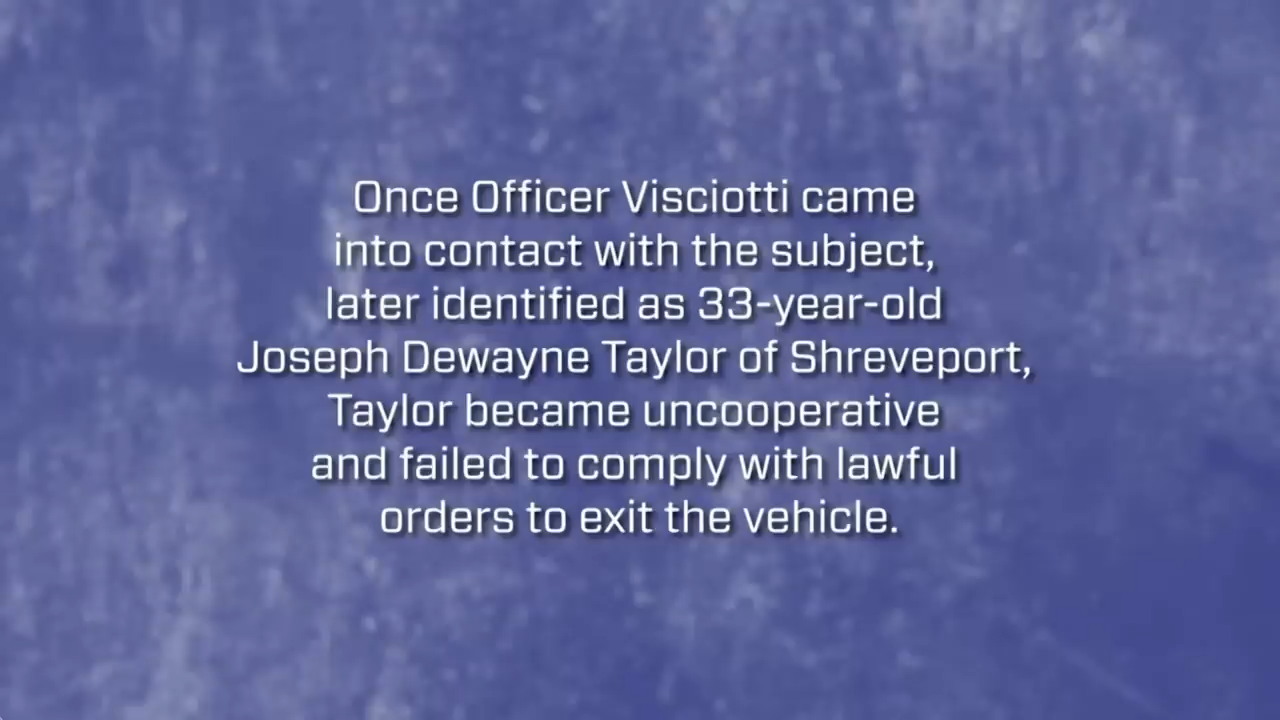 Once Officer Visciotti came
into contact with the subject,
later identified as 33-year-old
Joseph Dewayne Taylor of Shreveport,
Taylor became uncooperative
and failed to comply with lawful
orders to exit the vehicle.